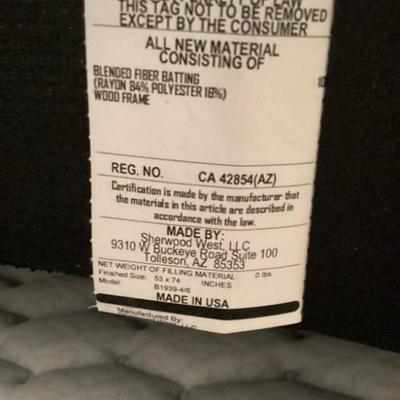 THIS TAG NOT TO BE REMOVED
EXCEPT BY THE CONSUMER
ALL NEW MATERIAL
CONSISTING OF
BLENDED FIBER BATTING
(RAYON 84% POLYESTER 16%)
WOOD FRAME
REG. NO. CA 42854(AZ)
Certification is made by the manufacturer that
the materials in this article are described in
accordance with the law.
MADE BY:
Sherwood West, LLC
9310 W Buckeye Road Suite 100
Tolleson, AZ 85353
NET WEIGHT OF FILLING MATERIAL 0 lbs
Finished Size: 53 x 74 INCHES
Model: B1939-4/6
MADE IN USA
Manufactured By: